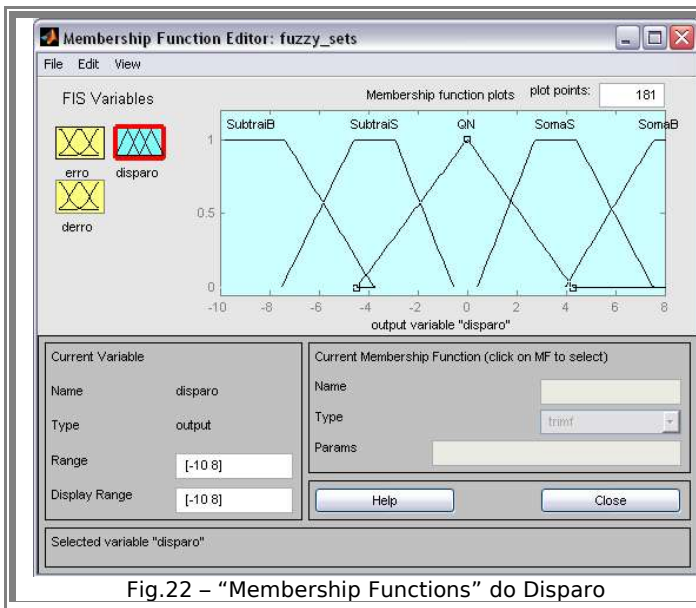 Membership Function Editor: fuzzy_sets
File Edit View
FIS Variables
Membership function plots plot points: 181
erro disparo
derro
SubtraiB SubtraiS QN SomaS SomaB
1
0.5
0
-10 -8 -6 -4 -2 0 2 4 6 8
output variable "disparo"
Current Variable
Name disparo
Type output
Range [-10 8]
Display Range [-10 8]
Current Membership Function (click on MF to select)
Name
Type trimf
Params
Help Close
Selected variable "disparo"
Fig.22 – “Membership Functions” do Disparo